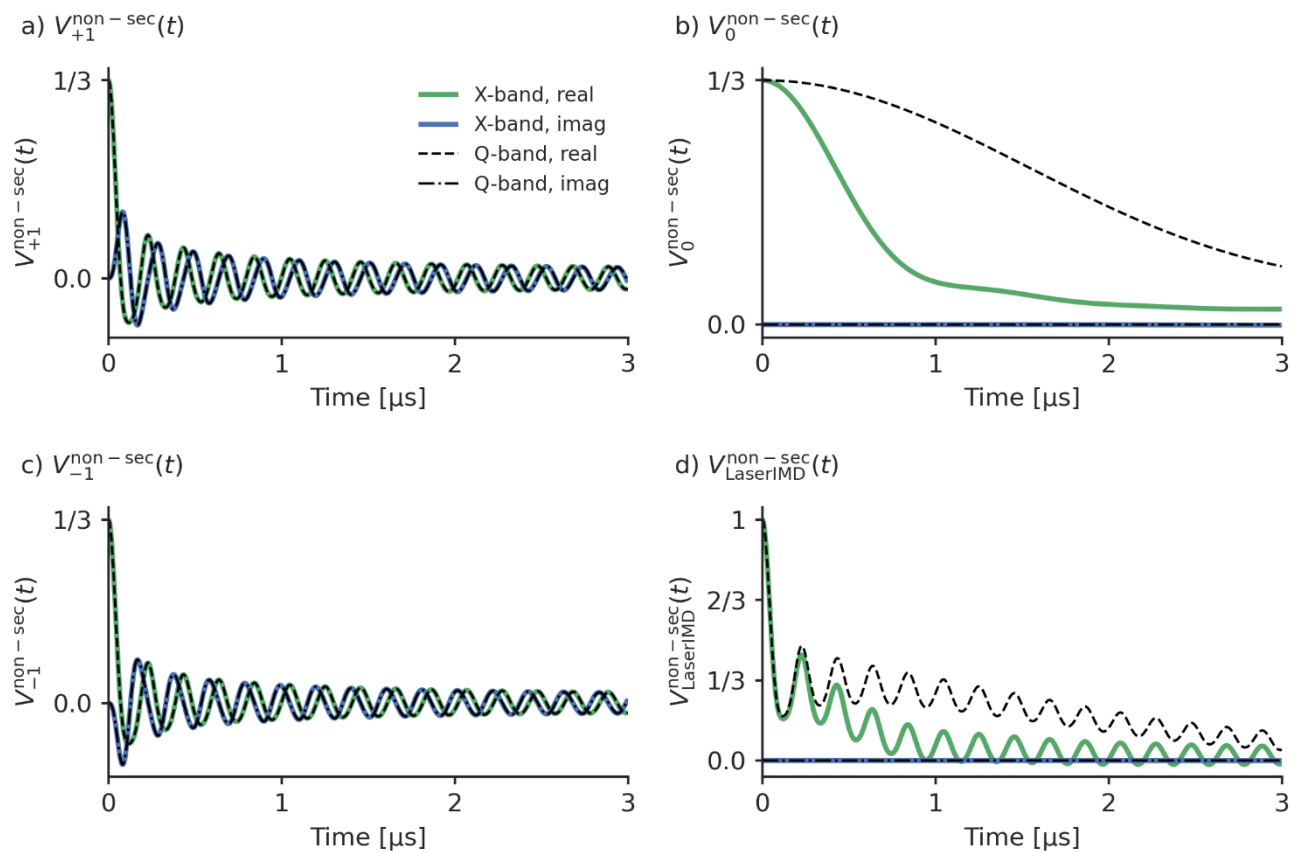 a) V_{+1}^{non−sec}(t)
V_{+1}^{non−sec}(t)
1/3
0.0
X-band, real
X-band, imag
Q-band, real
Q-band, imag
0 1 2 3
Time [μs]
b) V_0^{non−sec}(t)
V_0^{non−sec}(t)
1/3
0.0
0 1 2 3
Time [μs]
c) V_{−1}^{non−sec}(t)
V_{−1}^{non−sec}(t)
1/3
0.0
0 1 2 3
Time [μs]
d) V_{LaserIMD}^{non−sec}(t)
V_{LaserIMD}^{non−sec}(t)
1
2/3
1/3
0.0
0 1 2 3
Time [μs]